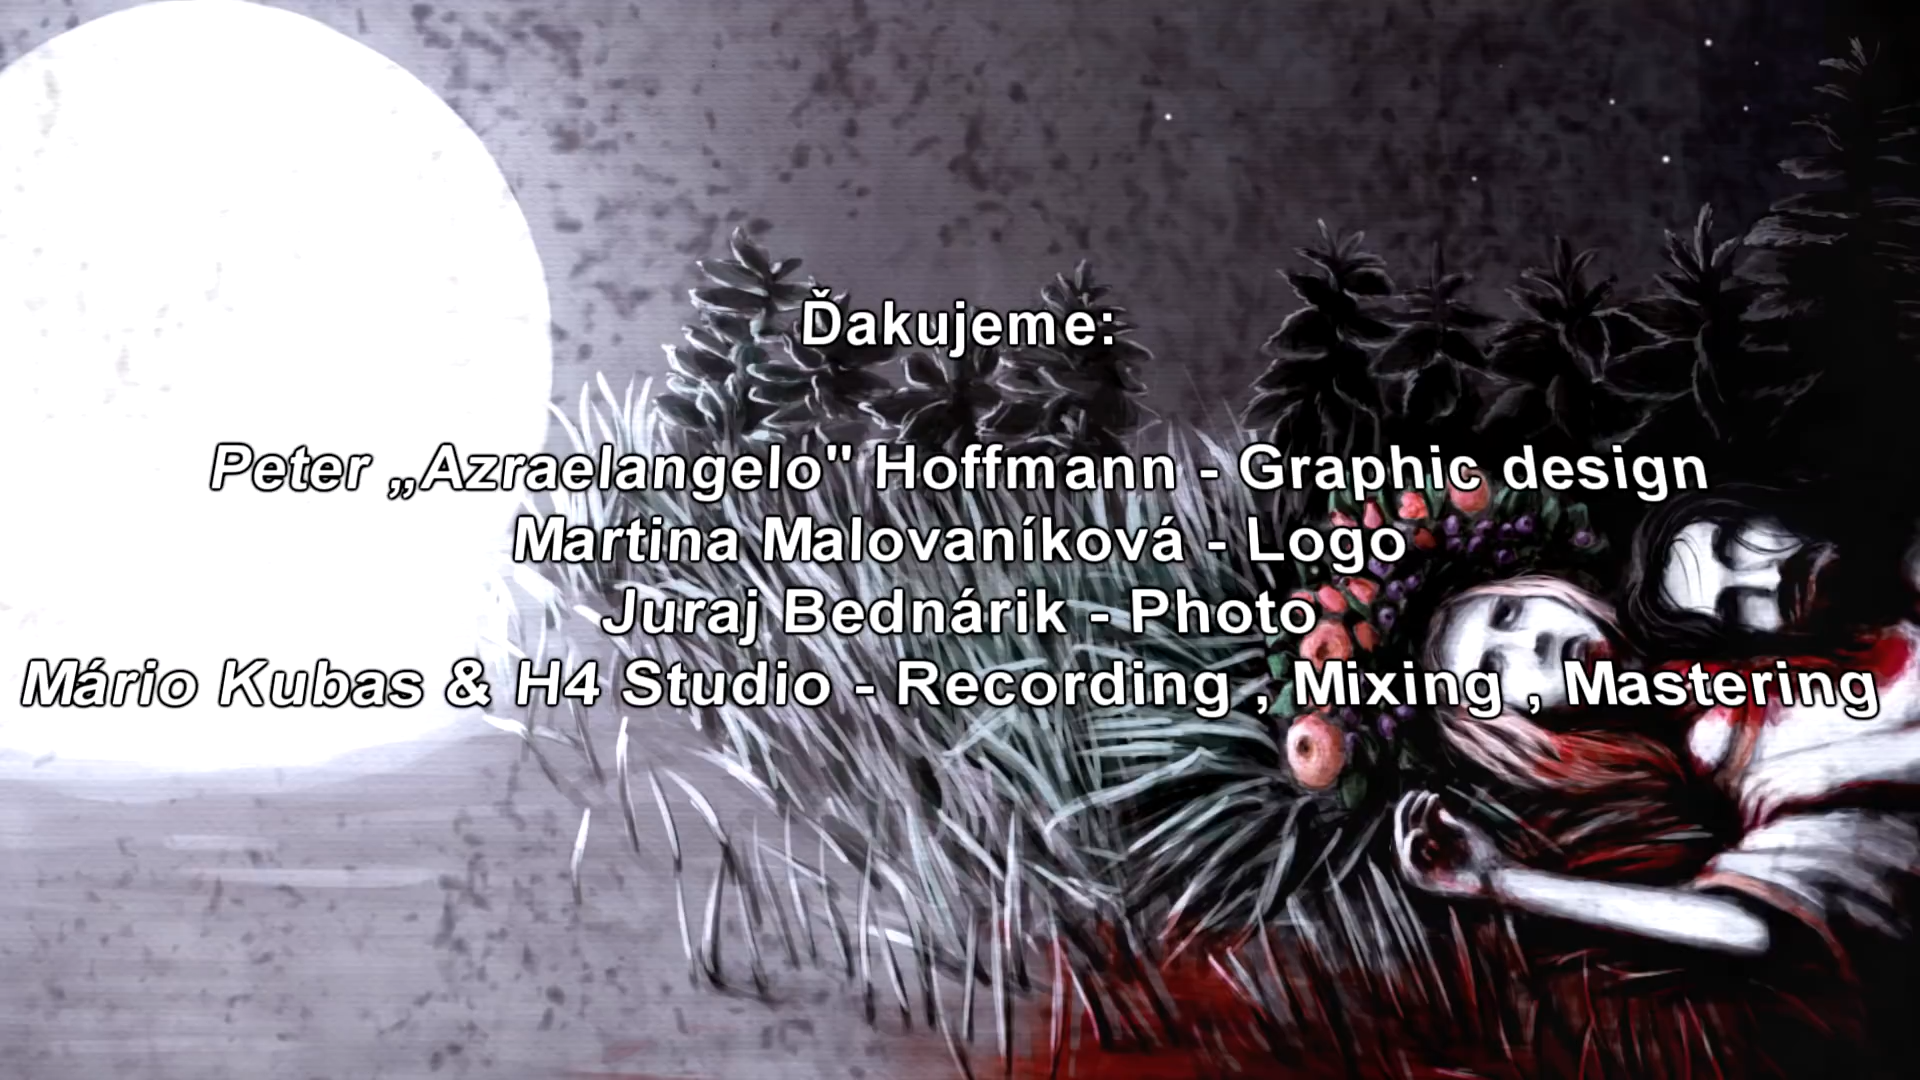 Ďakujeme:
Peter „Azraelangelo" Hoffmann - Graphic design
Martina Malovaníková - Logo
Juraj Bednárik - Photo
Mário Kubas & H4 Studio - Recording , Mixing , Mastering